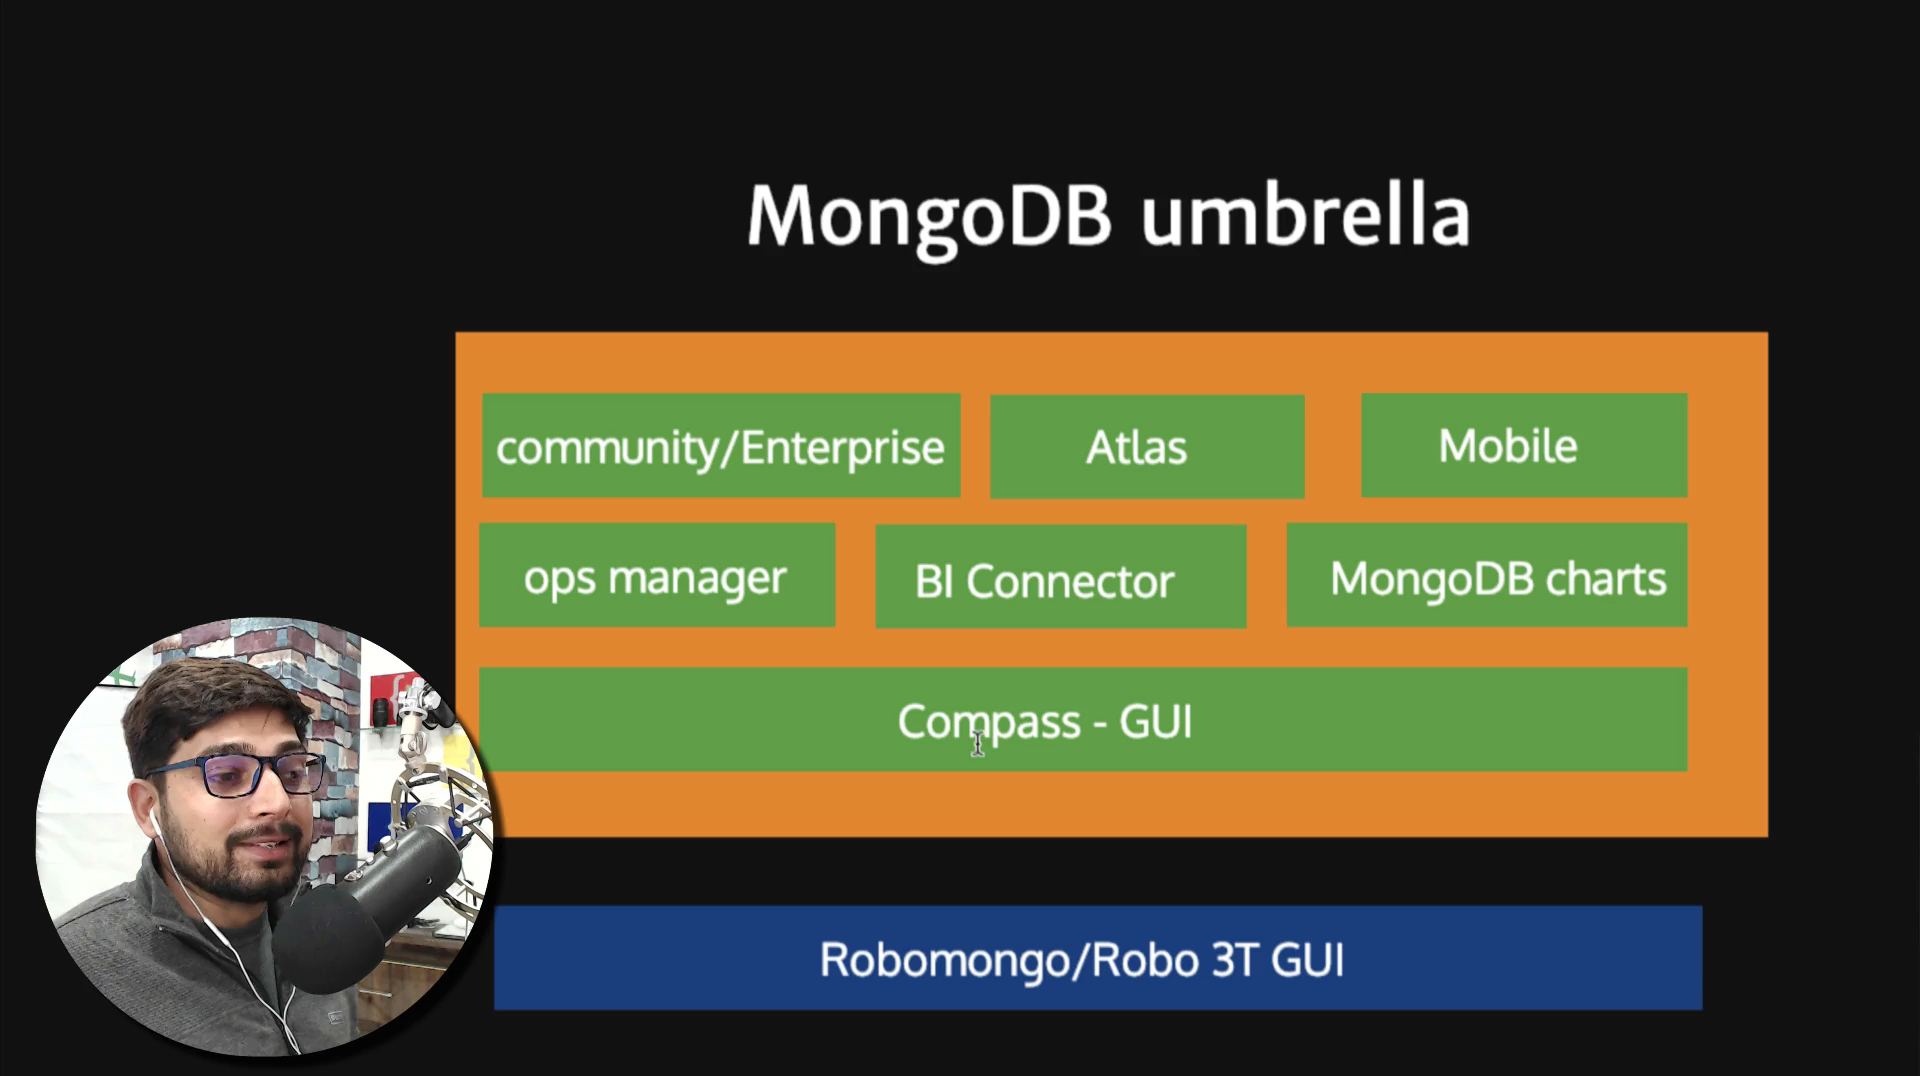 MongoDB umbrella
community/Enterprise
Atlas
Mobile
ops manager
BI Connector
MongoDB charts
Compass - GUI
Robomongo/Robo 3T GUI